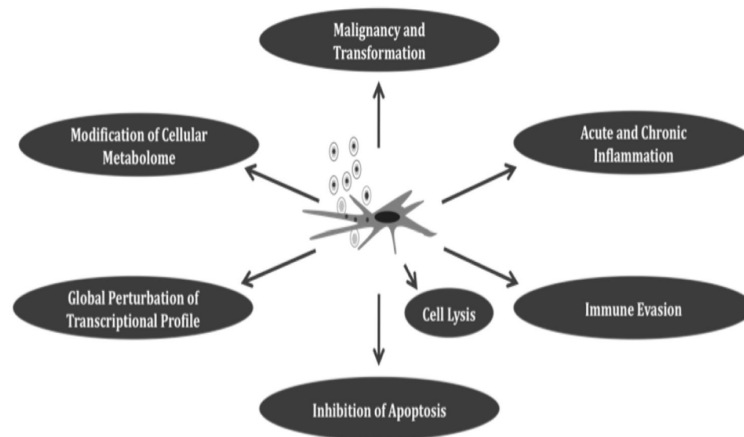 Malignancy and
Transformation
Modification of Cellular
Metabolome
Acute and Chronic
Inflammation
Global Perturbation of
Transcriptional Profile
Cell Lysis
Immune Evasion
Inhibition of Apoptosis